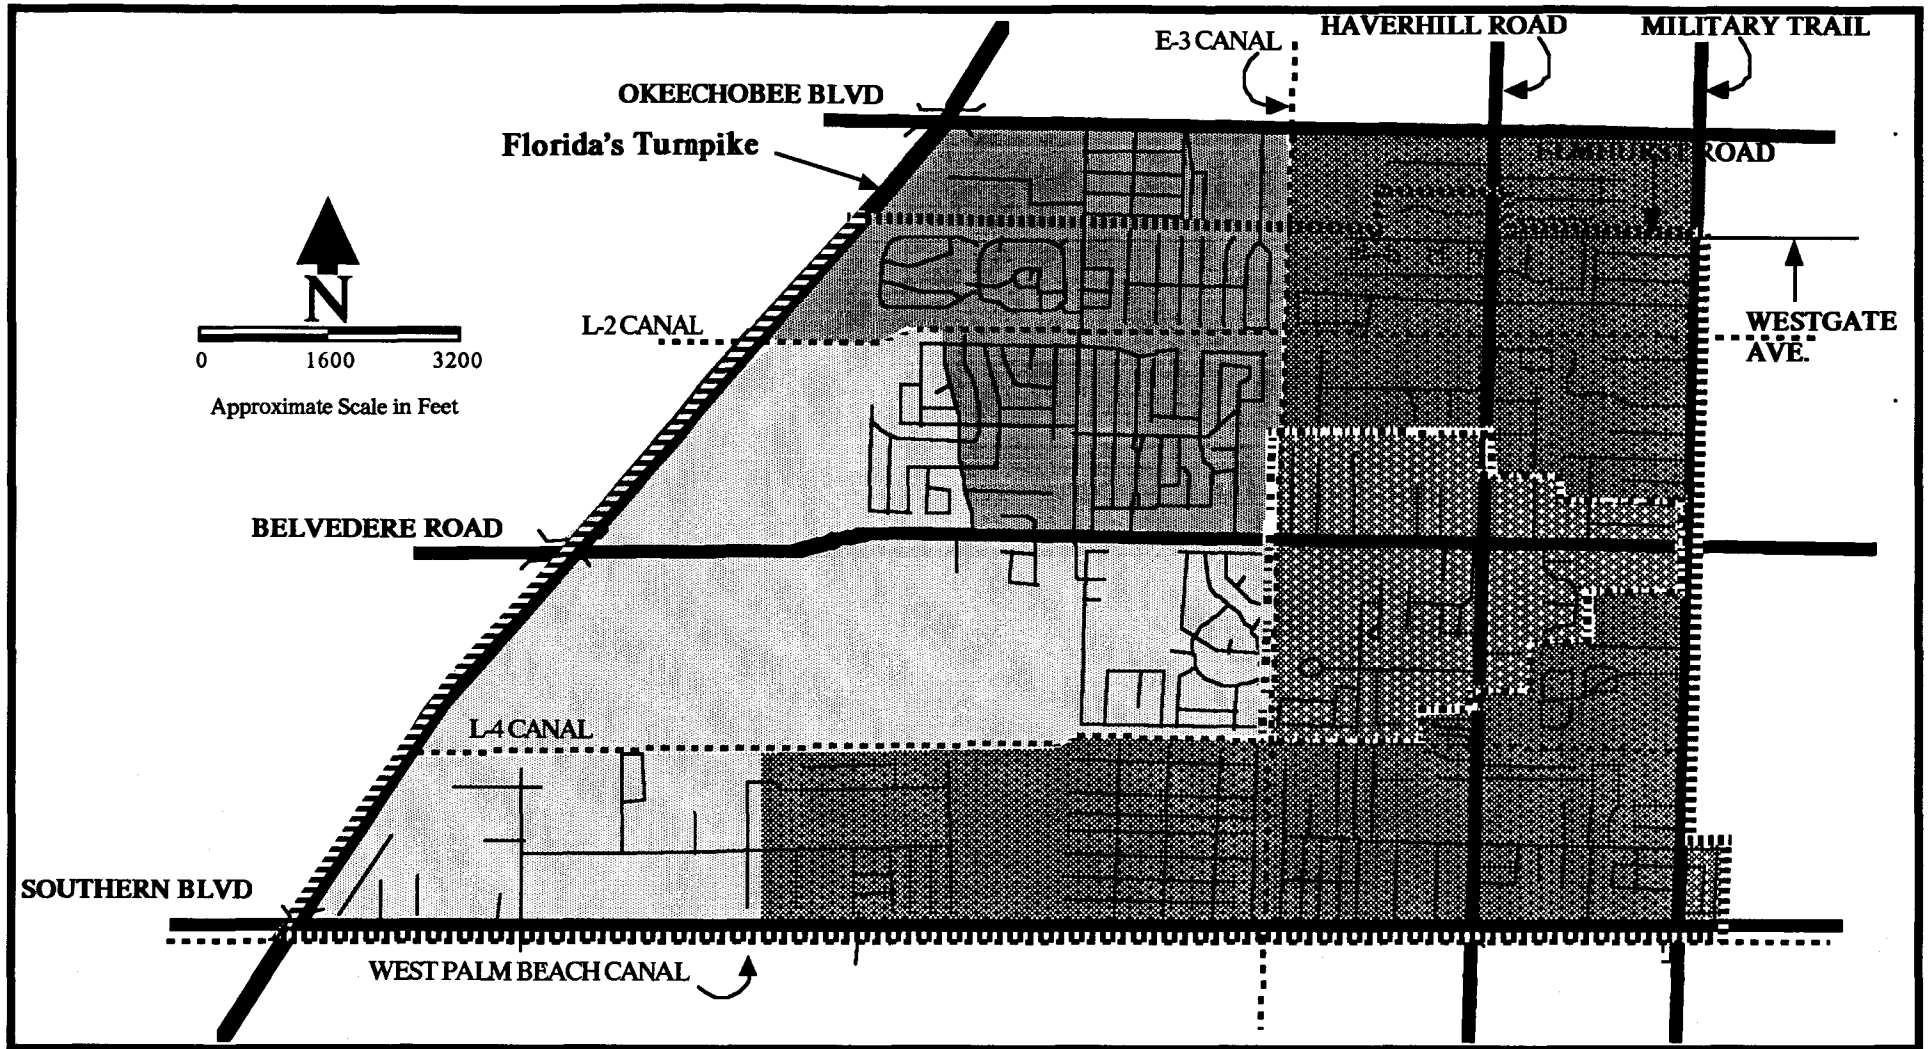 E-3 CANAL
HAVERHILL ROAD
MILITARY TRAIL
OKEECHOBEE BLVD
Florida's Turnpike
ELMHURST ROAD
N
L-2 CANAL
0 1600 3200
Approximate Scale in Feet
WESTGATE
AVE.
BELVEDERE ROAD
L-4 CANAL
SOUTHERN BLVD
WEST PALM BEACH CANAL